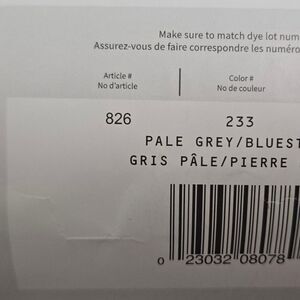 Make sure to match dye lot num
Assurez-vous de faire correspondre les numéro
Article #
No d'article
Color #
No de couleur
826
233
PALE GREY/BLUEST
GRIS PÂLE/PIERRE
0 23032 08078